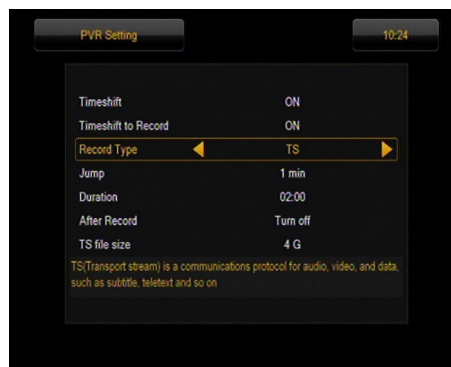 PVR Setting 10:24
Timeshift ON
Timeshift to Record ON
Record Type TS
Jump 1 min
Duration 02:00
After Record Turn off
TS file size 4 G
TS(Transport stream) is a communications protocol for audio, video, and data,
such as subtitle, teletext and so on